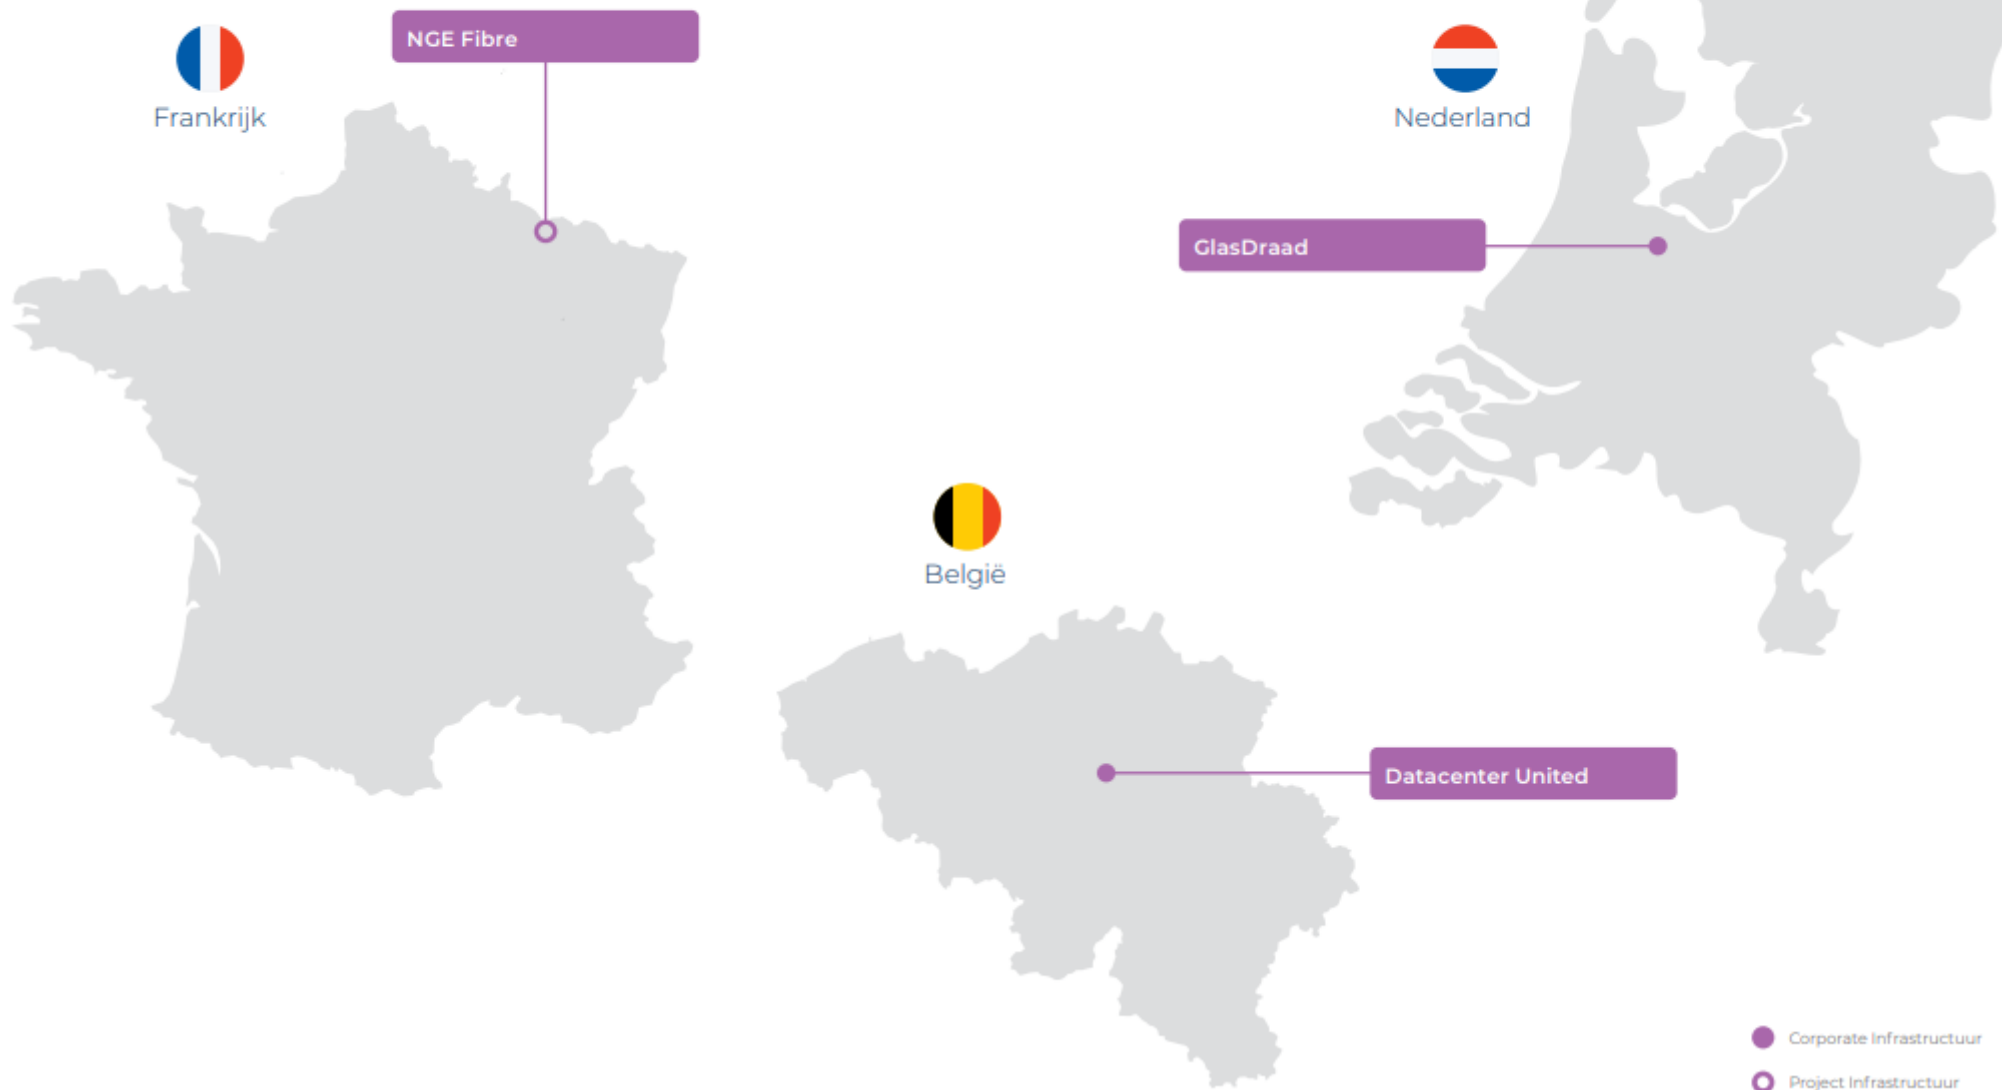 NGE Fibre
Frankrijk
Nederland
GlasDraad
België
Datacenter United
Corporate Infrastructuur
Project Infrastructuur